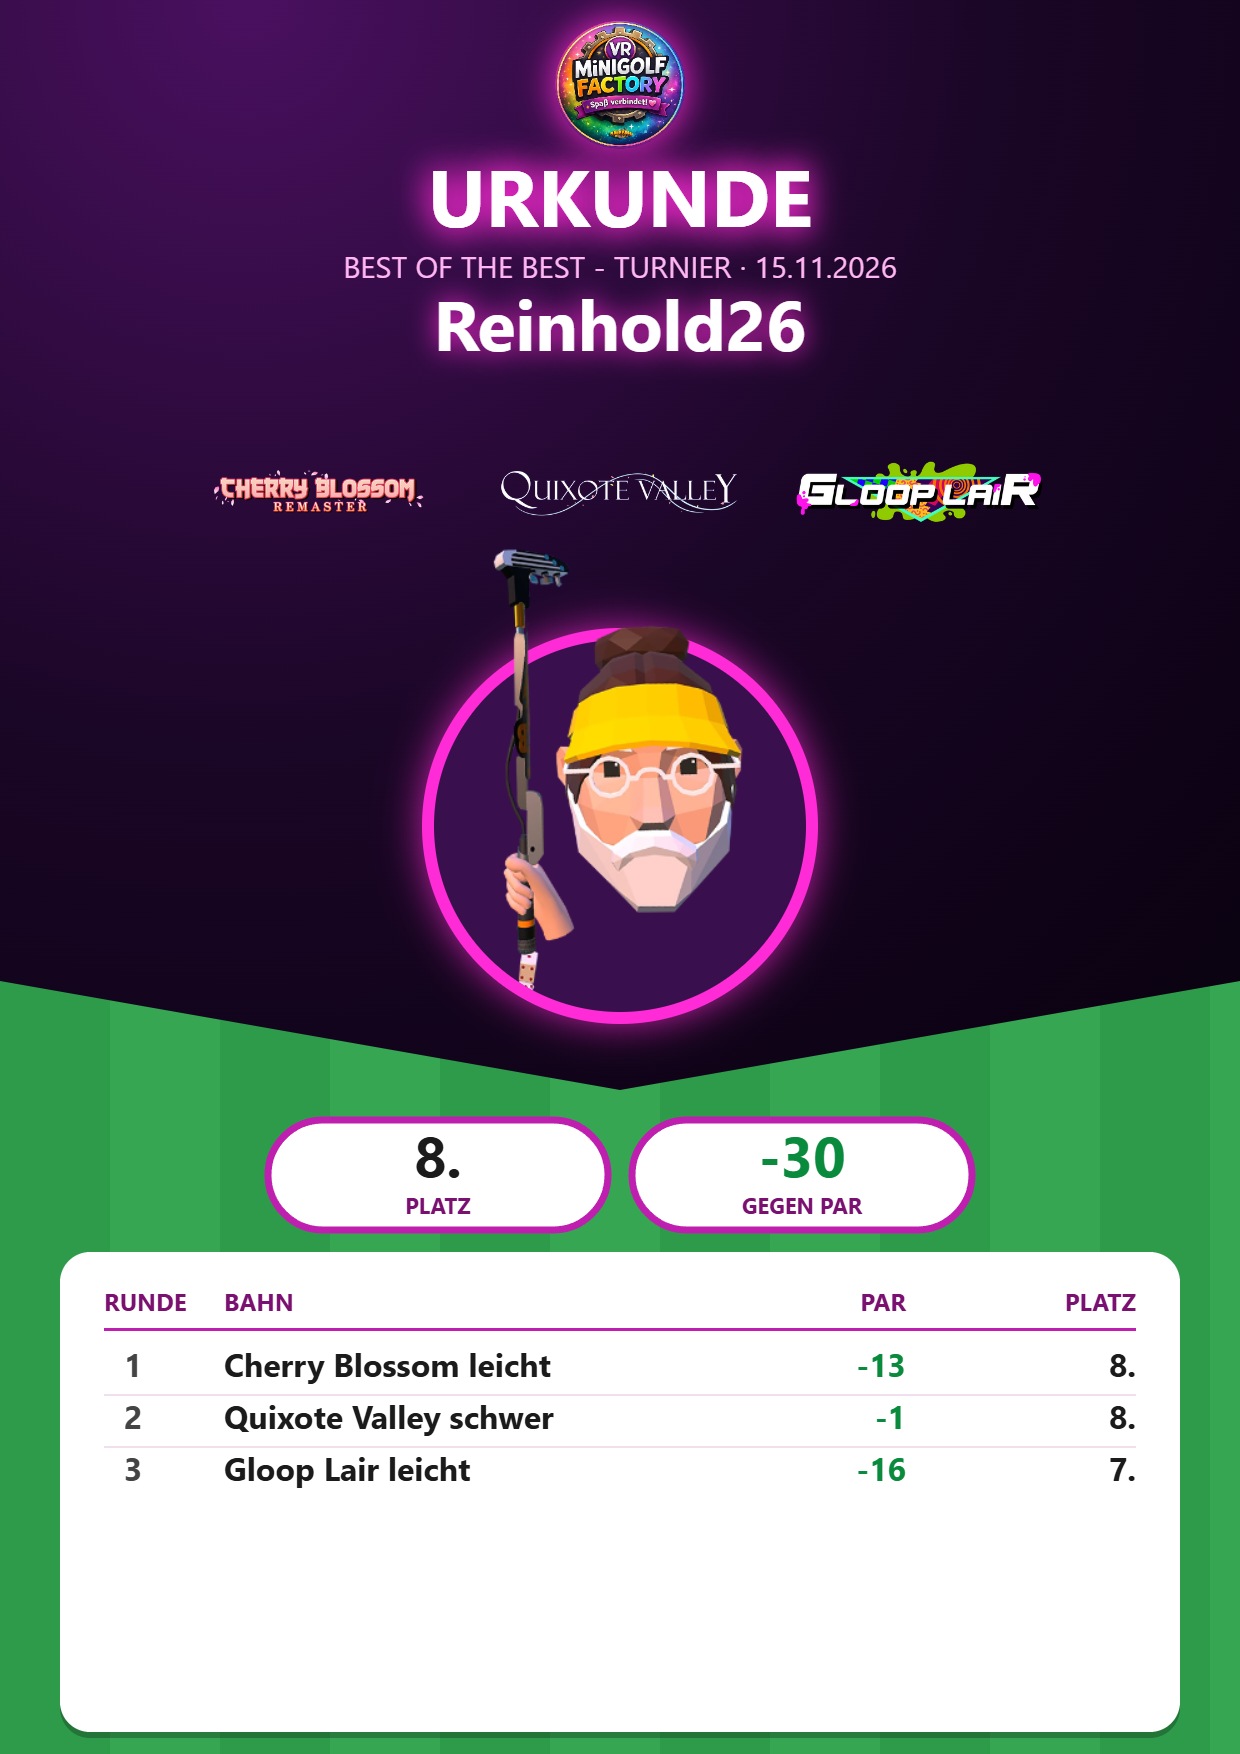 VR
MINIGOLF
FACTORY
Spaß verbindet!
URKUNDE
BEST OF THE BEST - TURNIER · 15.11.2026
Reinhold26
CHERRY BLOSSOM
REMASTER
QUIXOTE VALLEY
GLOOP LAIR
8.
PLATZ
-30
GEGEN PAR
RUNDE BAHN PAR PLATZ
1 Cherry Blossom leicht -13 8.
2 Quixote Valley schwer -1 8.
3 Gloop Lair leicht -16 7.